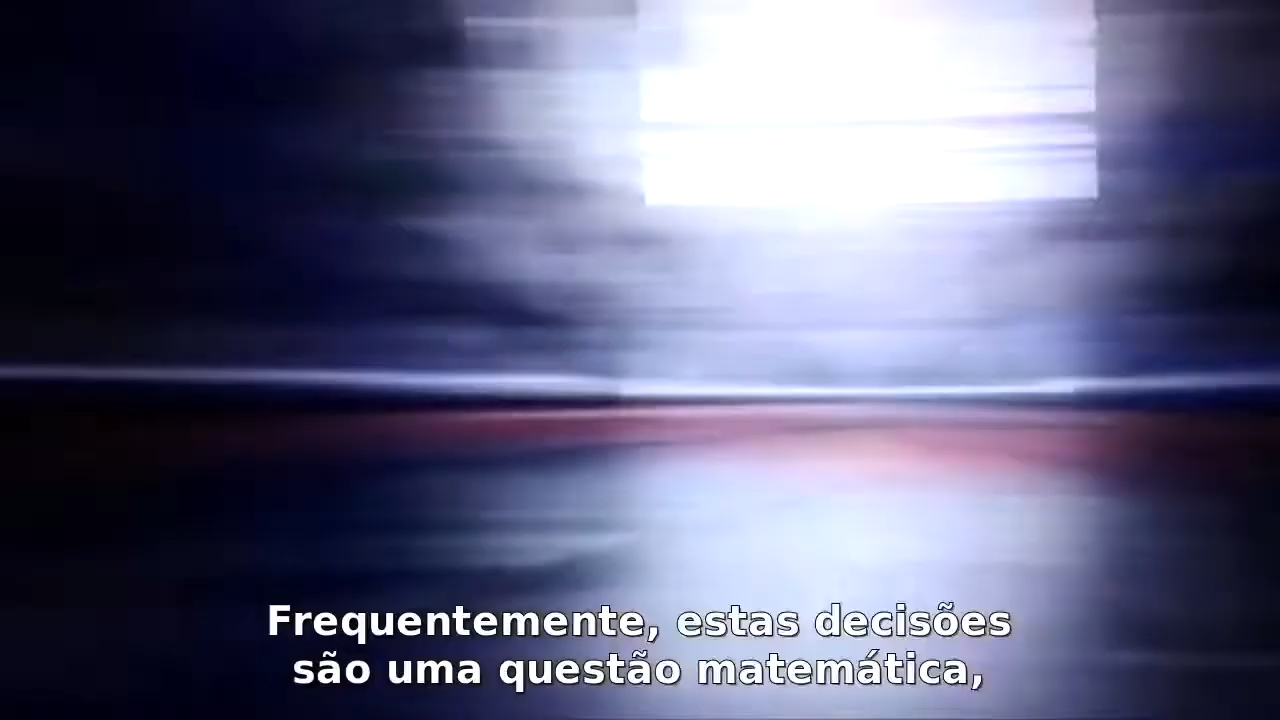 Frequentemente, estas decisões
são uma questão matemática,